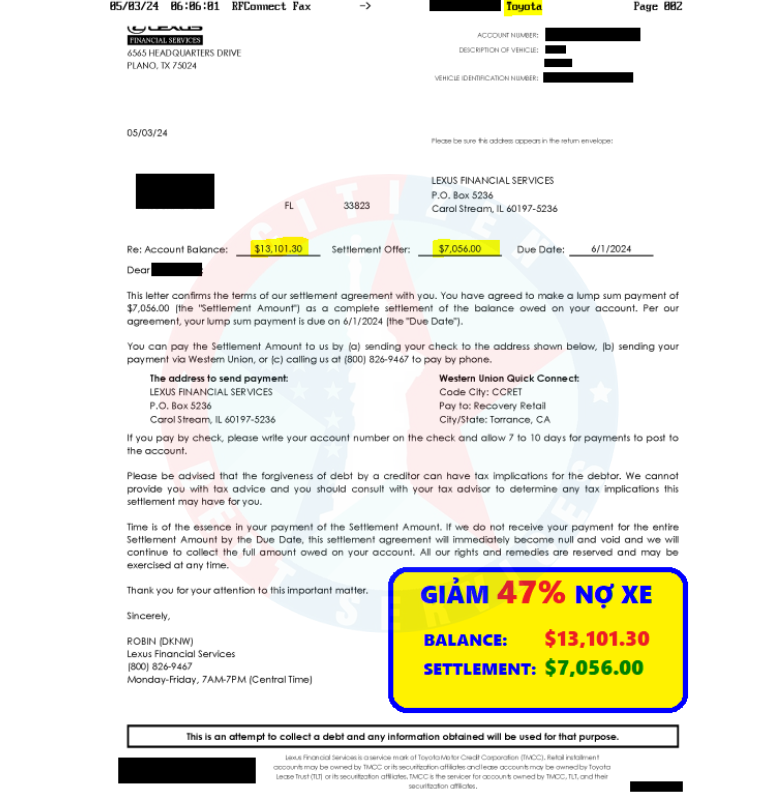 05/03/24 06:06:01 RFConnect Fax -> Toyota Page 002
LEXUS
FINANCIAL SERVICES
6565 HEADQUARTERS DRIVE
PLANO, TX 75024
ACCOUNT NUMBER:
DESCRIPTION OF VEHICLE:
VEHICLE IDENTIFICATION NUMBER:
05/03/24
Please be sure this address appears in the return envelope:
FL 33823
LEXUS FINANCIAL SERVICES
P.O. Box 5236
Carol Stream, IL 60197-5236
Re: Account Balance: $13,101.30 Settlement Offer: $7,056.00 Due Date: 6/1/2024
Dear :
This letter confirms the terms of our settlement agreement with you. You have agreed to make a lump sum payment of
$7,056.00 (the "Settlement Amount") as a complete settlement of the balance owed on your account. Per our
agreement, your lump sum payment is due on 6/1/2024 (the "Due Date").
You can pay the Settlement Amount to us by (a) sending your check to the address shown below, (b) sending your
payment via Western Union, or (c) calling us at (800) 826-9467 to pay by phone.
The address to send payment:
LEXUS FINANCIAL SERVICES
P.O. Box 5236
Carol Stream, IL 60197-5236
Western Union Quick Connect:
Code City: CCRET
Pay to: Recovery Retail
City/State: Torrance, CA
If you pay by check, please write your account number on the check and allow 7 to 10 days for payments to post to
the account.
Please be advised that the forgiveness of debt by a creditor can have tax implications for the debtor. We cannot
provide you with tax advice and you should consult with your tax advisor to determine any tax implications this
settlement may have for you.
Time is of the essence in your payment of the Settlement Amount. If we do not receive your payment for the entire
Settlement Amount by the Due Date, this settlement agreement will immediately become null and void and we will
continue to collect the full amount owed on your account. All our rights and remedies are reserved and may be
exercised at any time.
Thank you for your attention to this important matter.
Sincerely,
ROBIN (DKNW)
Lexus Financial Services
(800) 826-9467
Monday-Friday, 7AM-7PM (Central Time)
GIẢM 47% NỢ XE
BALANCE: $13,101.30
SETTLEMENT: $7,056.00
This is an attempt to collect a debt and any information obtained will be used for that purpose.
Lexus Financial Services is a service mark of Toyota Motor Credit Corporation (TMCC). Retail installment
accounts may be owned by TMCC or its securitization affiliates and lease accounts may be owned by Toyota
Lease Trust (TLT) or its securitization affiliates. TMCC is the servicer for accounts owned by TMCC, TLT, and their
securitization affiliates.